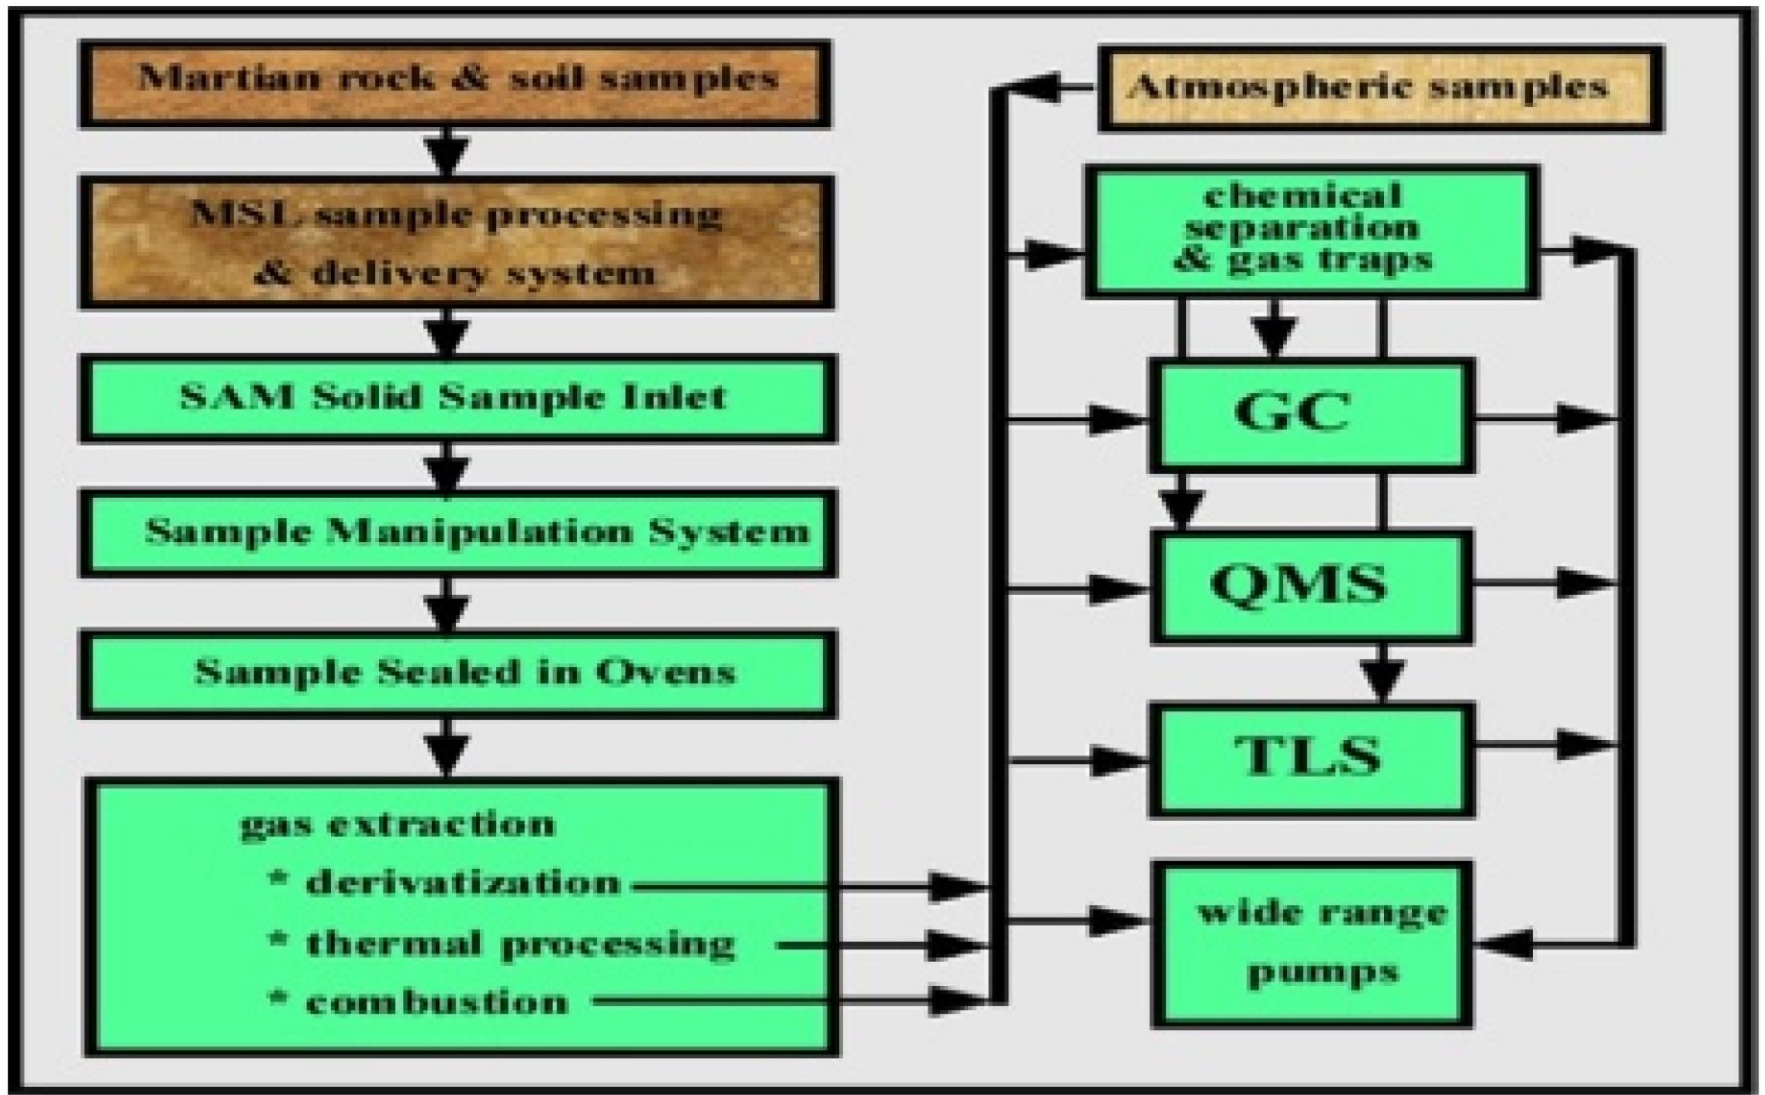 Martian rock & soil samples
MSL sample processing
& delivery system
SAM Solid Sample Inlet
Sample Manipulation System
Sample Sealed in Ovens
gas extraction
* derivatization
* thermal processing
* combustion
Atmospheric samples
chemical
separation
& gas traps
GC
QMS
TLS
wide range
pumps